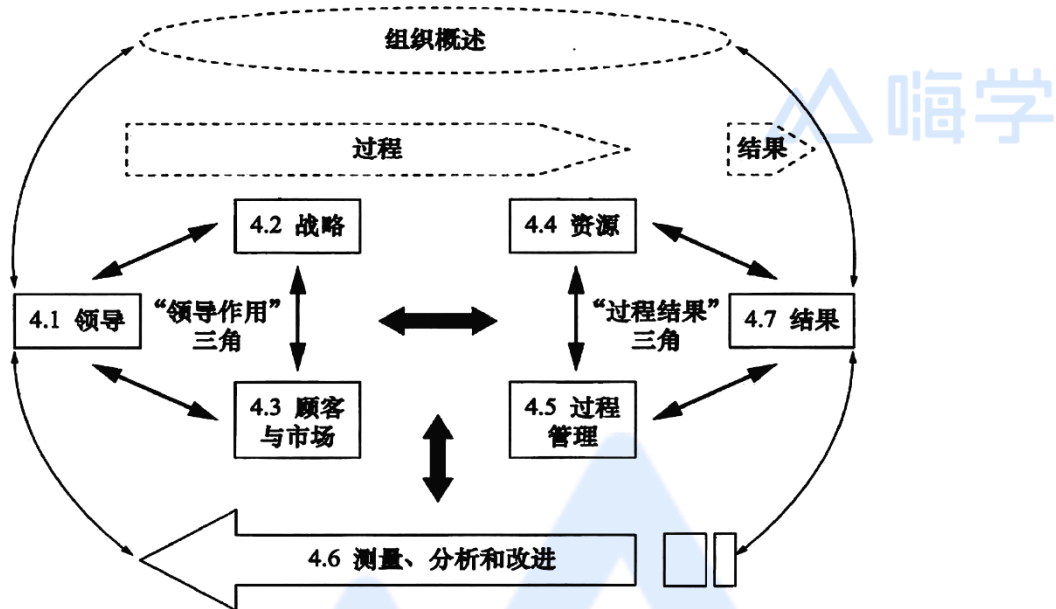 组织概述
嗨学
过程
结果
4.2 战略
4.4 资源
4.1 领导
“领导作用”
三角
“过程结果”
三角
4.7 结果
4.3 顾客
与市场
4.5 过程
管理
4.6 测量、分析和改进